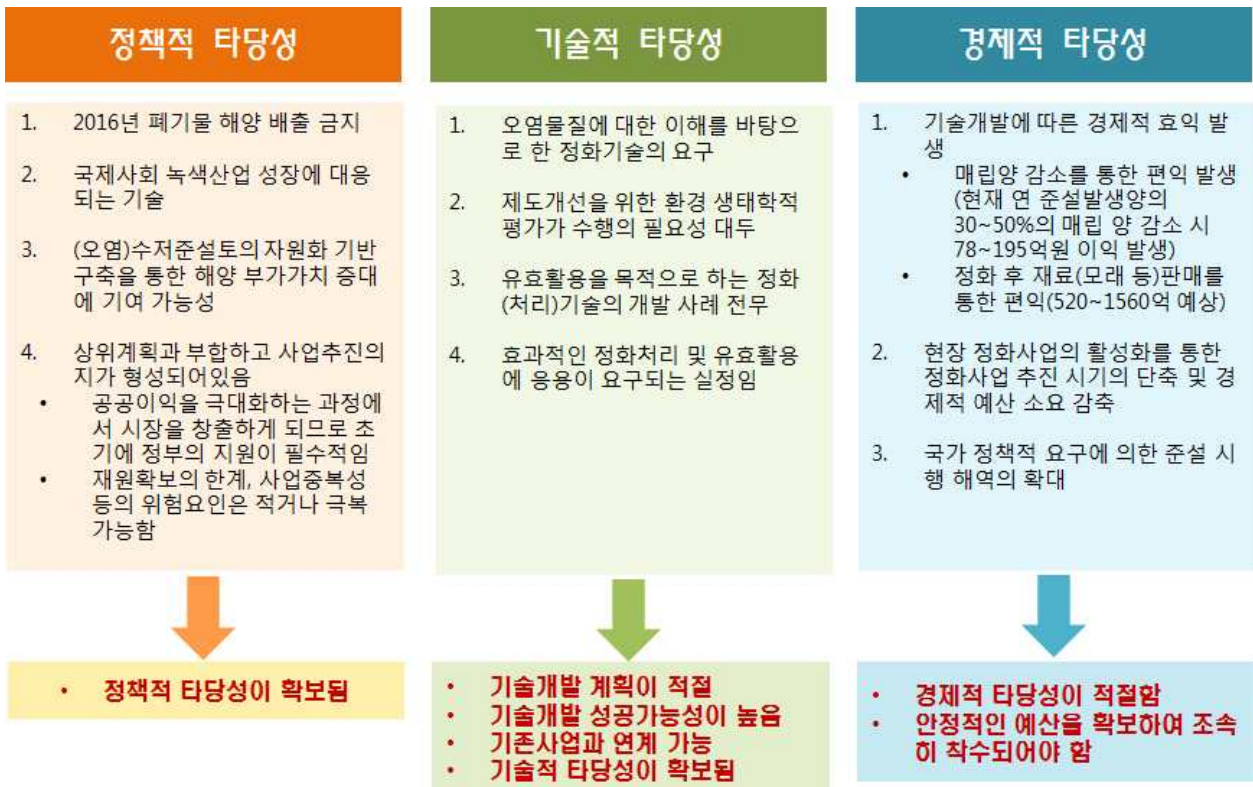 정책적 타당성
1. 2016년 폐기물 해양 배출 금지
2. 국제사회 녹색산업 성장에 대응
되는 기술
3. (오염)수저준설토의 자원화 기반
구축을 통한 해양 부가가치 증대
에 기여 가능성
4. 상위계획과 부합하고 사업추진의
지가 형성되어있음
• 공공이익을 극대화하는 과정에
서 시장을 창출하게 되므로 초
기에 정부의 지원이 필수적임
• 재원확보의 한계, 사업중복성
등의 위험요인은 적거나 극복
가능함
• 정책적 타당성이 확보됨
기술적 타당성
1. 오염물질에 대한 이해를 바탕으
로 한 정화기술의 요구
2. 제도개선을 위한 환경 생태학적
평가가 수행의 필요성 대두
3. 유효활용을 목적으로 하는 정화
(처리)기술의 개발 사례 전무
4. 효과적인 정화처리 및 유효활용
에 응용이 요구되는 실정임
• 기술개발 계획이 적절
• 기술개발 성공가능성이 높음
• 기존사업과 연계 가능
• 기술적 타당성이 확보됨
경제적 타당성
1. 기술개발에 따른 경제적 효익 발
생
• 매립양 감소를 통한 편익 발생
(현재 연 준설발생양의
30~50%의 매립 양 감소 시
78~195억원 이익 발생)
• 정화 후 재료(모래 등)판매를
통한 편익(520~1560억 예상)
2. 현장 정화사업의 활성화를 통한
정화사업 추진 시기의 단축 및 경
제적 예산 소요 감축
3. 국가 정책적 요구에 의한 준설 시
행 해역의 확대
• 경제적 타당성이 적절함
• 안정적인 예산을 확보하여 조속
히 착수되어야 함